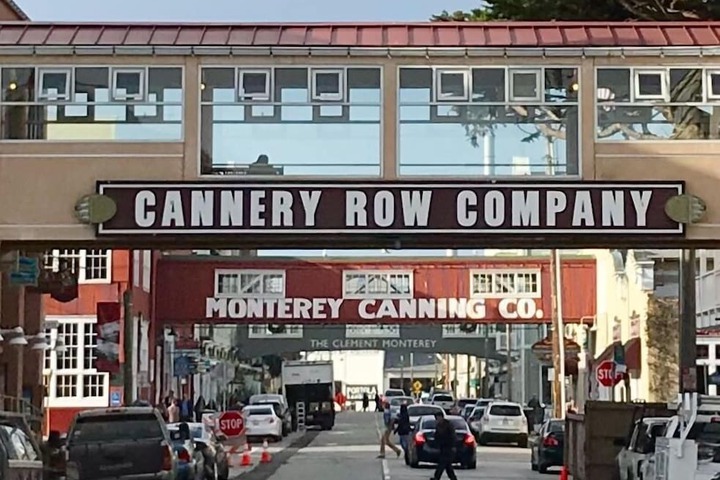 CANNERY ROW COMPANY
MONTEREY CANNING CO.
THE CLEMENT MONTEREY
STOP
STOP